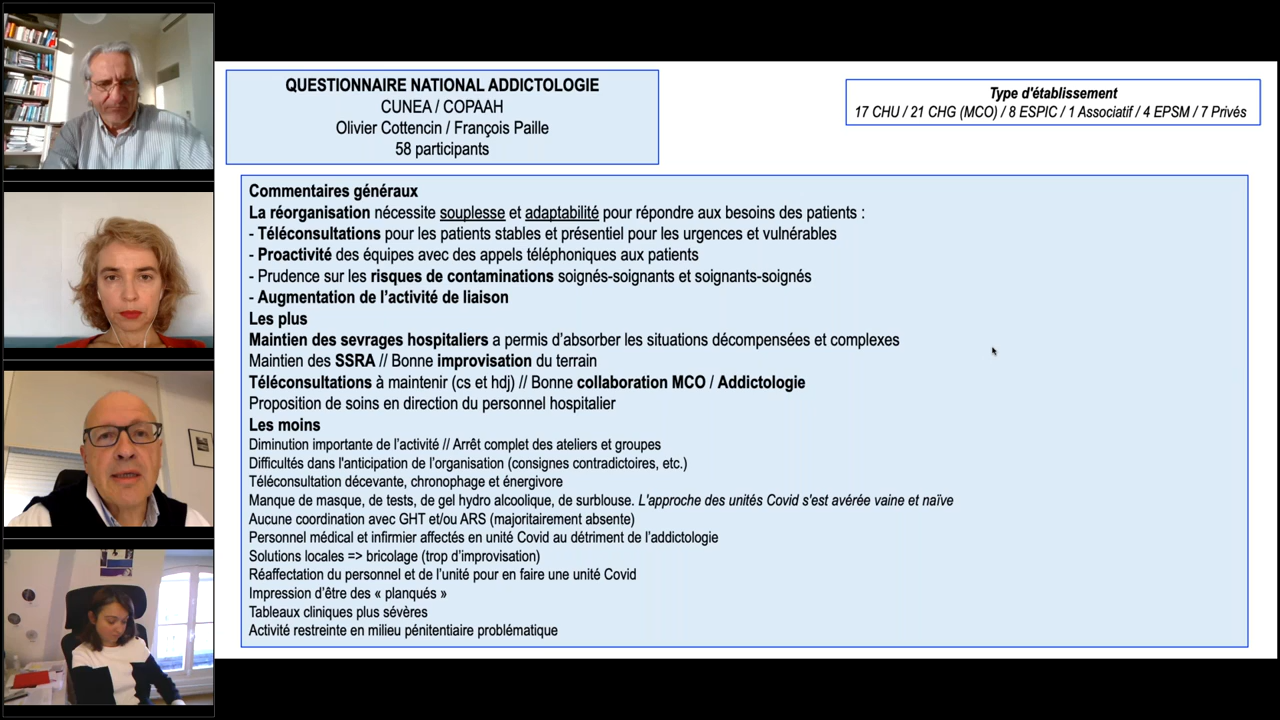 QUESTIONNAIRE NATIONAL ADDICTOLOGIE
CUNEA / COPAAH
Olivier Cottencin / François Paille
58 participants
Type d'établissement
17 CHU / 21 CHG (MCO) / 8 ESPIC / 1 Associatif / 4 EPSM / 7 Privés
Commentaires généraux
La réorganisation nécessite souplesse et adaptabilité pour répondre aux besoins des patients :
- Téléconsultations pour les patients stables et présentiel pour les urgences et vulnérables
- Proactivité des équipes avec des appels téléphoniques aux patients
- Prudence sur les risques de contaminations soignés-soignants et soignants-soignés
- Augmentation de l'activité de liaison
Les plus
Maintien des sevrages hospitaliers a permis d'absorber les situations décompensées et complexes
Maintien des SSRA // Bonne improvisation du terrain
Téléconsultations à maintenir (cs et hdj) // Bonne collaboration MCO / Addictologie
Proposition de soins en direction du personnel hospitalier
Les moins
Diminution importante de l'activité // Arrêt complet des ateliers et groupes
Difficultés dans l'anticipation de l'organisation (consignes contradictoires, etc.)
Téléconsultation décevante, chronophage et énergivore
Manque de masque, de tests, de gel hydro alcoolique, de surblouse. L'approche des unités Covid s'est avérée vaine et naïve
Aucune coordination avec GHT et/ou ARS (majoritairement absente)
Personnel médical et infirmier affectés en unité Covid au détriment de l'addictologie
Solutions locales => bricolage (trop d'improvisation)
Réaffectation du personnel et de l'unité pour en faire une unité Covid
Impression d'être des « planqués »
Tableaux cliniques plus sévères
Activité restreinte en milieu pénitentiaire problématique